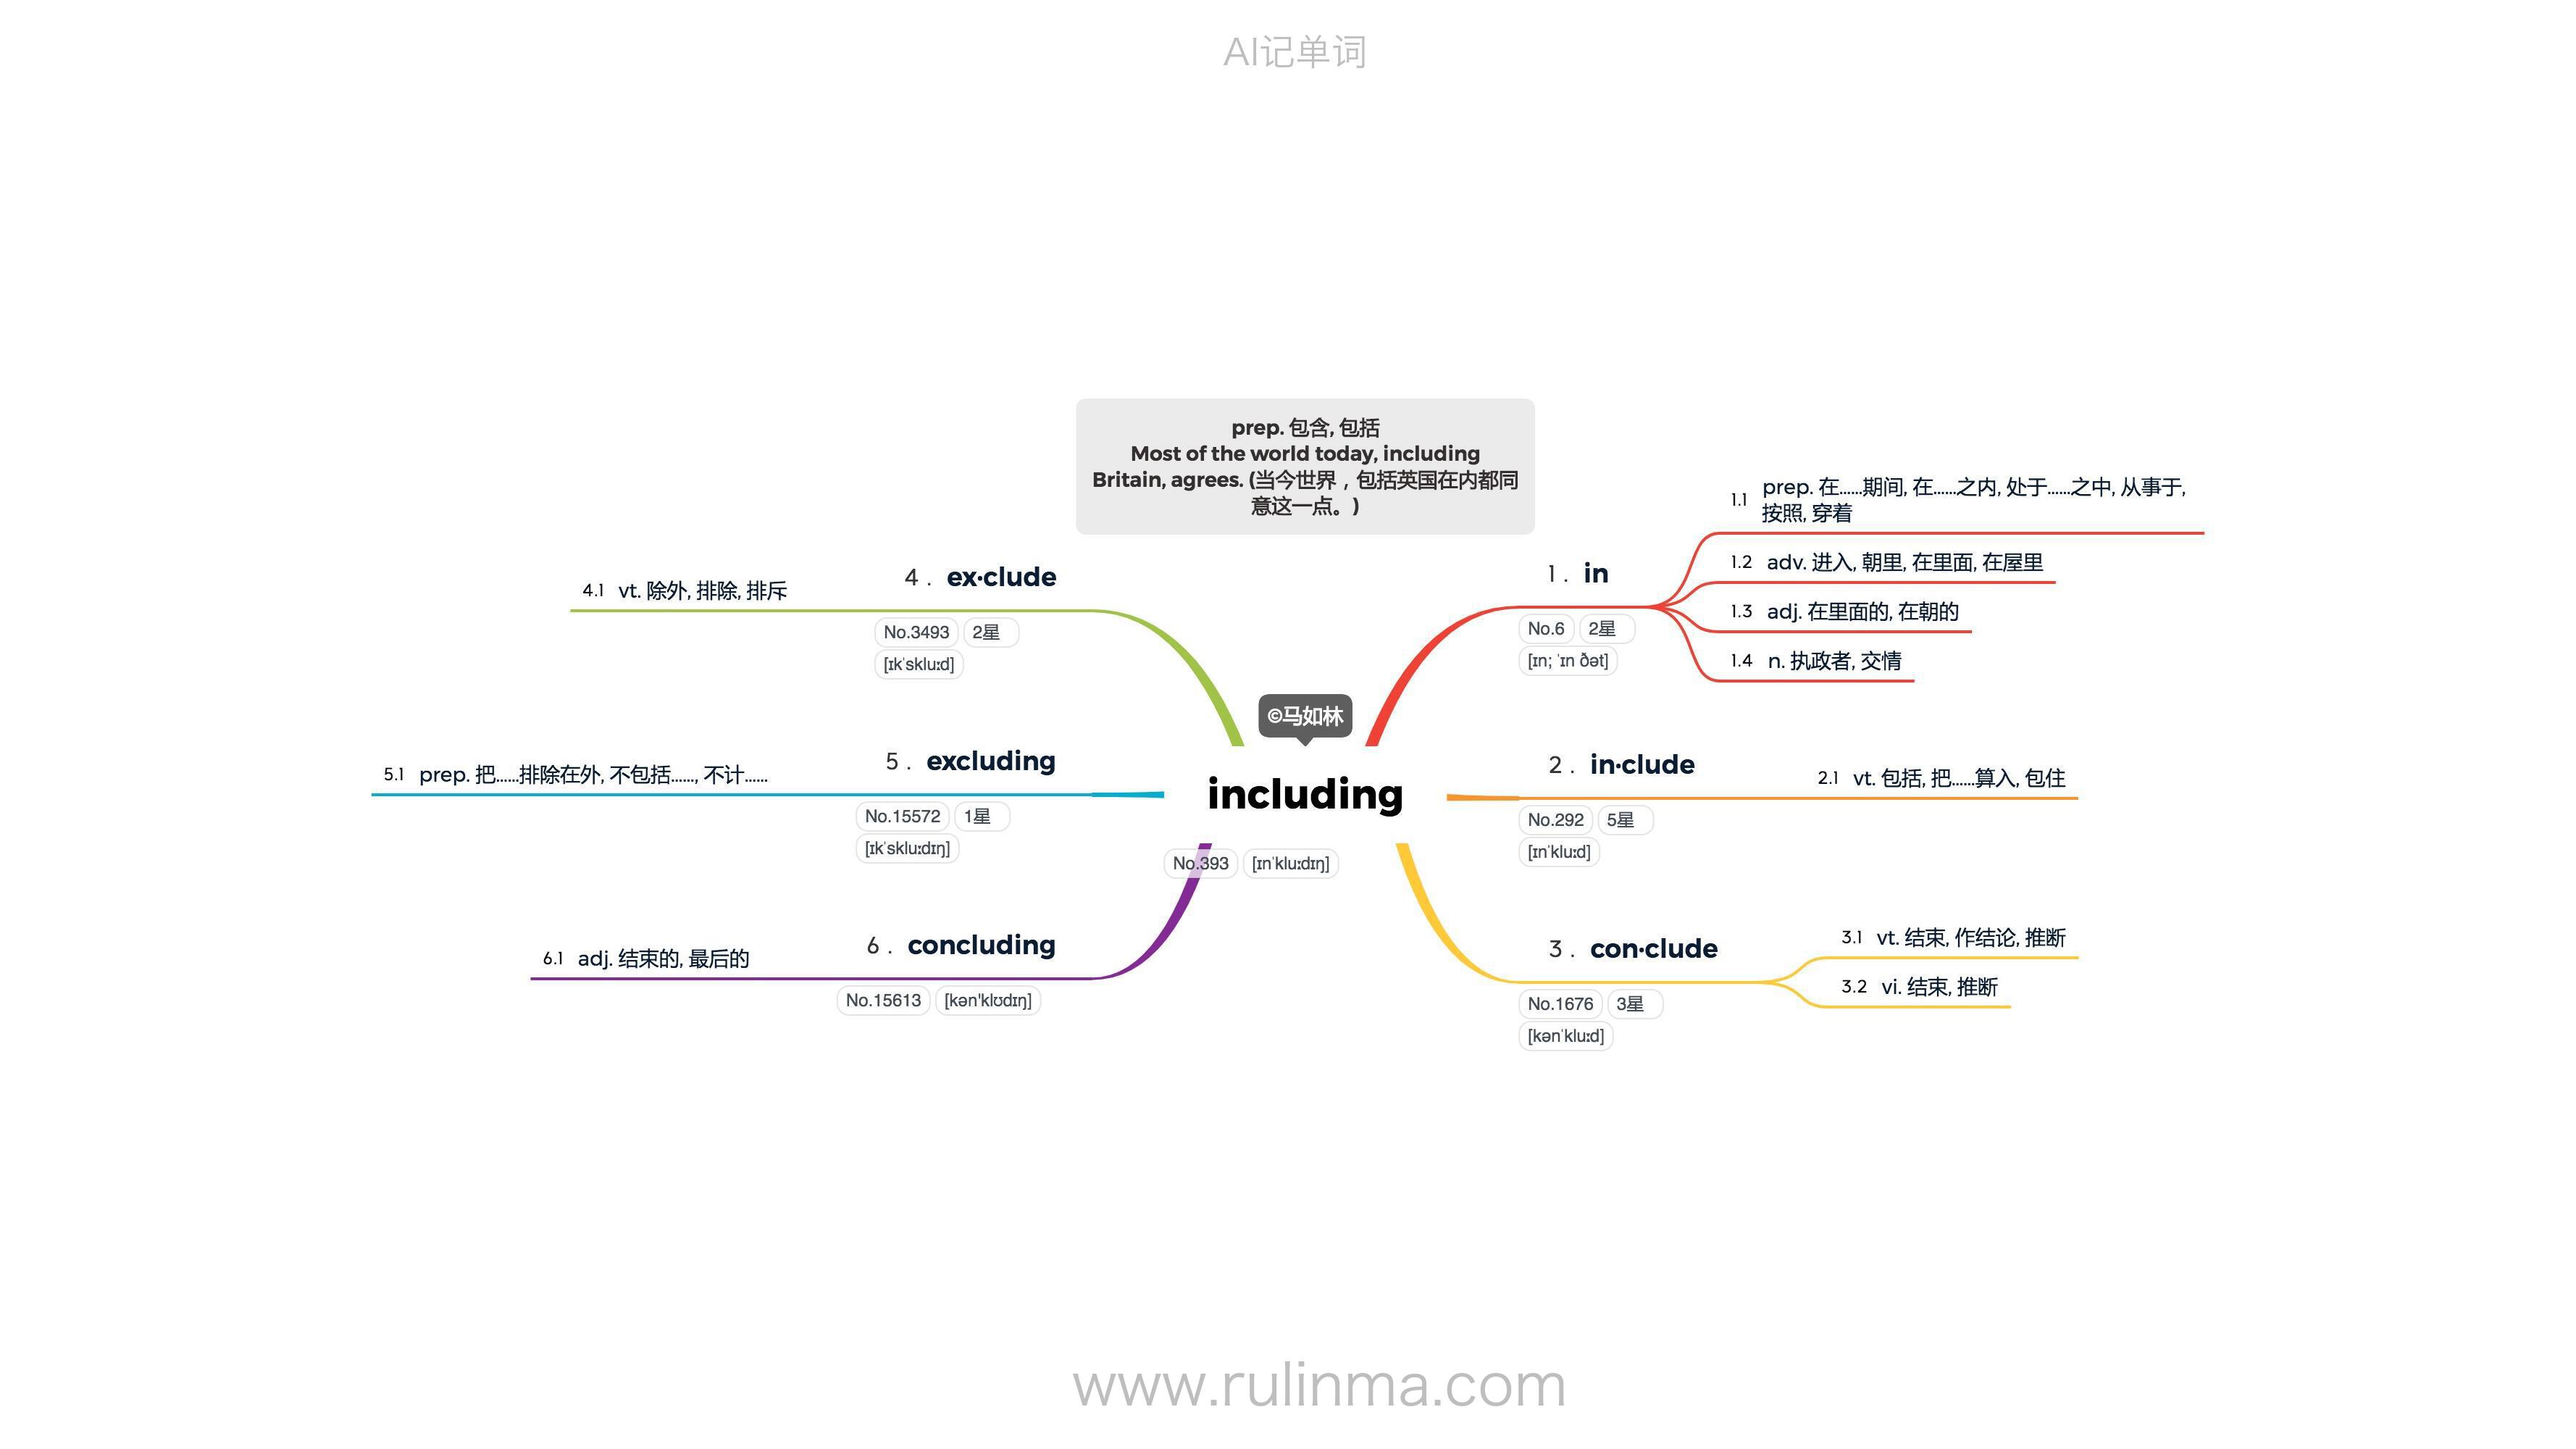 AI记单词
prep. 包含, 包括
Most of the world today, including
Britain, agrees. (当今世界，包括英国在内都同
意这一点。)
©马如林
including
No.393 [ɪnˈkluːdɪŋ]
1 . in
No.6 2星
[ɪn; ˈɪn ðət]
1.1 prep. 在……期间, 在……之内, 处于……之中, 从事于,
按照, 穿着
1.2 adv. 进入, 朝里, 在里面, 在屋里
1.3 adj. 在里面的, 在朝的
1.4 n. 执政者, 交情
2 . in·clude
No.292 5星
[ɪnˈkluːd]
2.1 vt. 包括, 把……算入, 包住
3 . con·clude
No.1676 3星
[kənˈkluːd]
3.1 vt. 结束, 作结论, 推断
3.2 vi. 结束, 推断
4 . ex·clude
No.3493 2星
[ɪkˈskluːd]
4.1 vt. 除外, 排除, 排斥
5 . excluding
No.15572 1星
[ɪkˈskluːdɪŋ]
5.1 prep. 把……排除在外, 不包括……, 不计……
6 . concluding
No.15613 [kən'klʊdɪŋ]
6.1 adj. 结束的, 最后的
www.rulinma.com